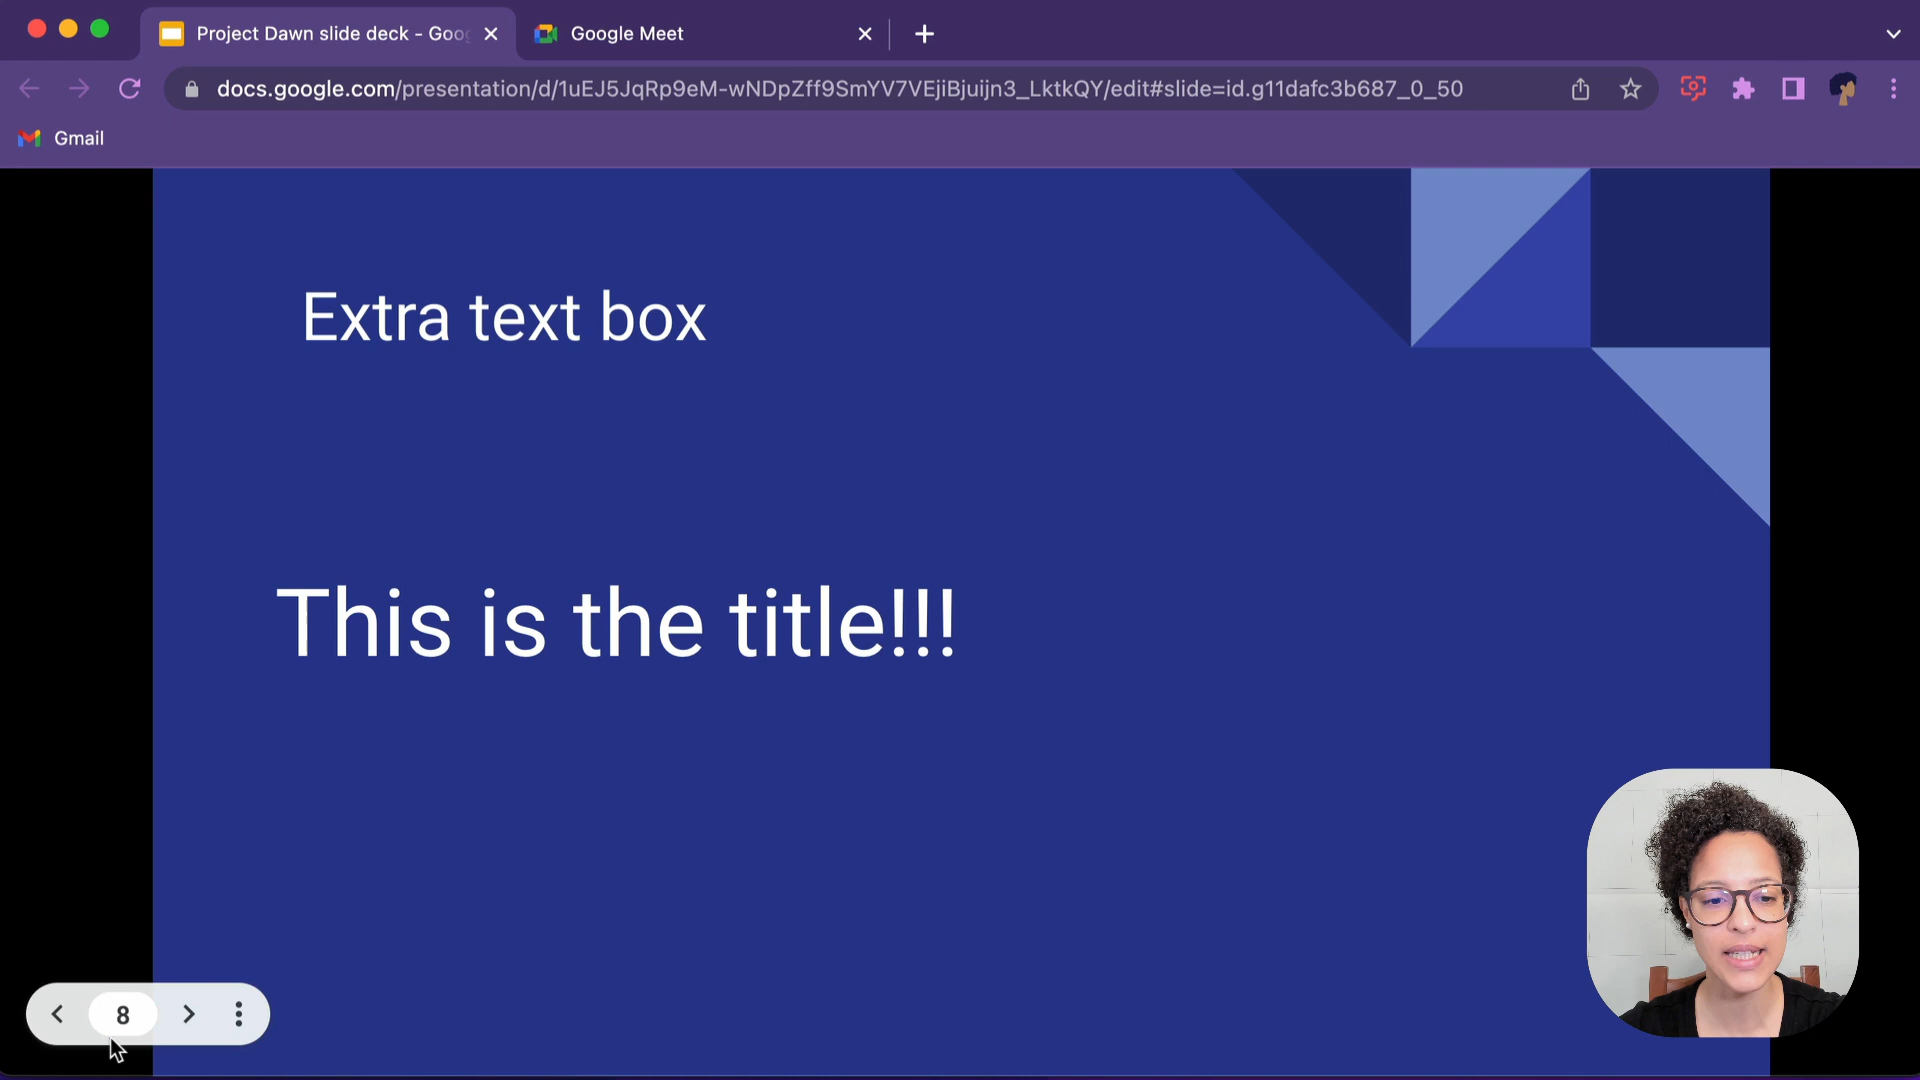 Project Dawn slide deck - Goo
Google Meet
docs.google.com/presentation/d/1uEJ5JqRp9eM-wNDpZff9SmYV7VEjiBjuijn3_LktkQY/edit#slide=id.g11dafc3b687_0_50
Gmail
Extra text box
This is the title!!!
8